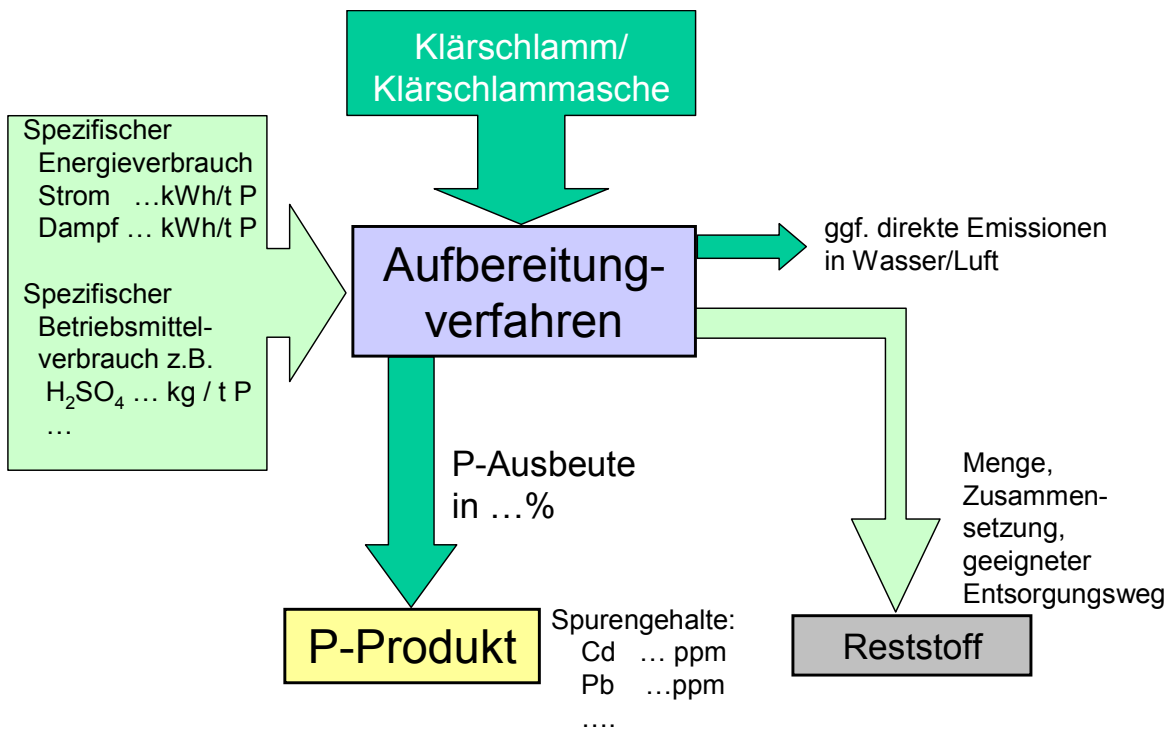 Klärschlamm/
Klärschlammasche
Spezifischer
Energieverbrauch
Strom …kWh/t P
Dampf … kWh/t P
Spezifischer
Betriebsmittel-
verbrauch z.B.
H₂SO₄ … kg / t P
…
Aufbereitung-
verfahren
ggf. direkte Emissionen
in Wasser/Luft
P-Ausbeute
in …%
Menge,
Zusammen-
setzung,
geeigneter
Entsorgungsweg
P-Produkt
Spurengehalte:
Cd … ppm
Pb …ppm
….
Reststoff